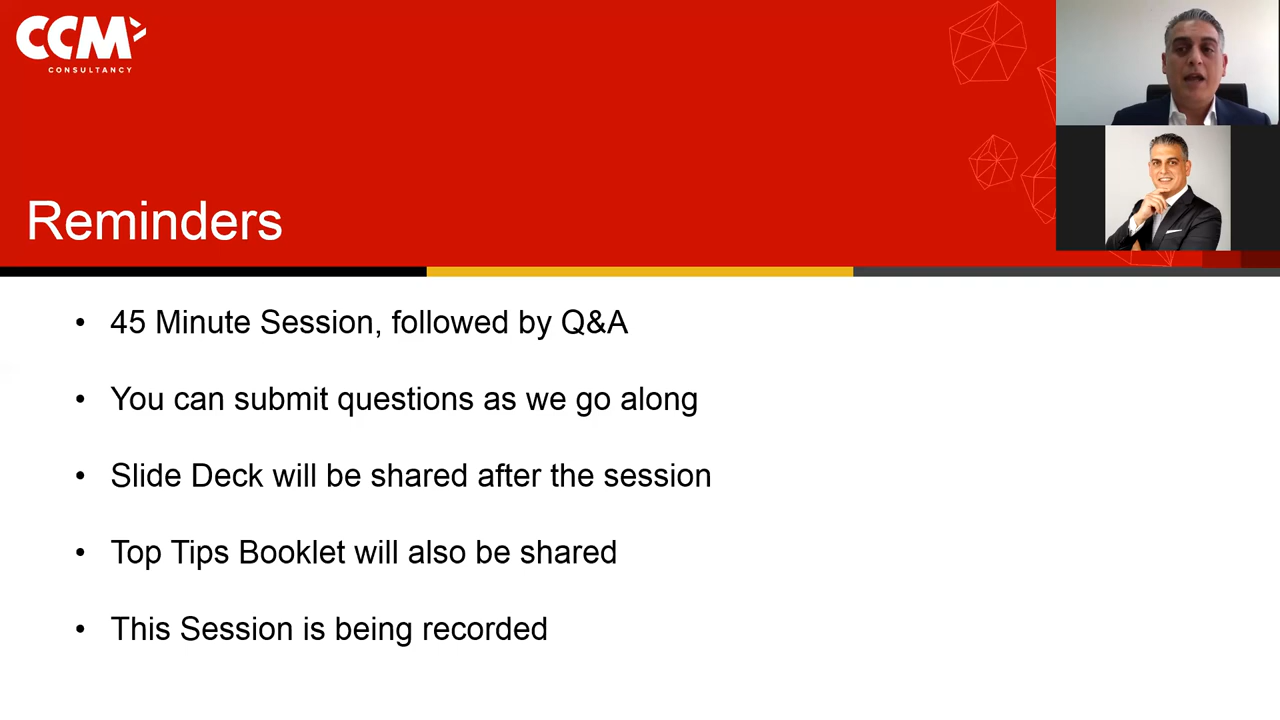 CCM
CONSULTANCY
Reminders
• 45 Minute Session, followed by Q&A
• You can submit questions as we go along
• Slide Deck will be shared after the session
• Top Tips Booklet will also be shared
• This Session is being recorded